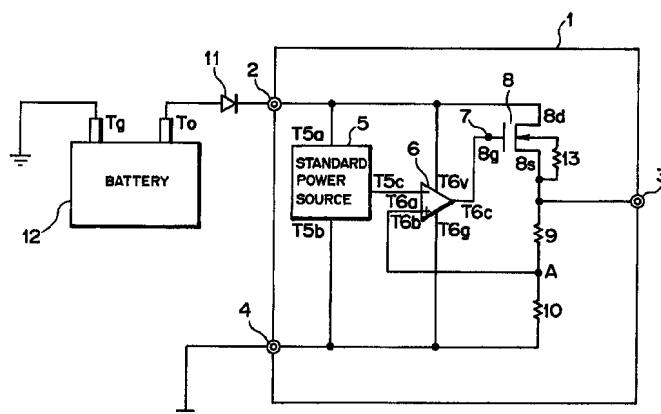 1
11
2
8
Tg
To
T5a
5
7
8d
8g
8s
13
6
STANDARD
POWER
SOURCE
T5c
T6v
T6a
T6c
3
BATTERY
T6b
T6g
12
T5b
9
A
4
10